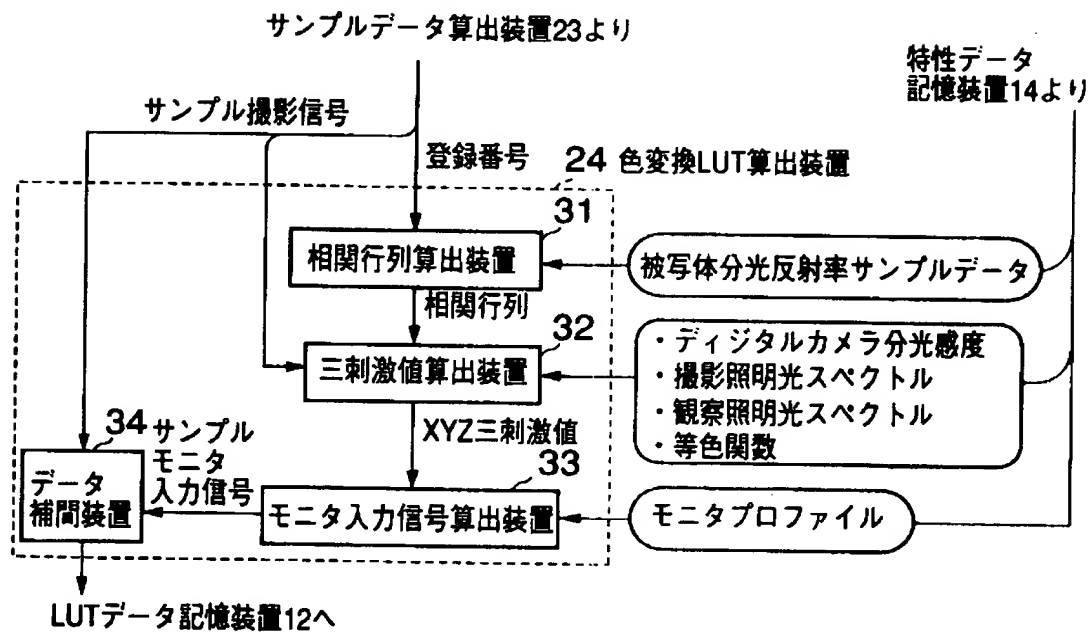 サンプルデータ算出装置23より
特性データ
記憶装置14より
サンプル撮影信号
登録番号
24 色変換LUT算出装置
31
相関行列算出装置
被写体分光反射率サンプルデータ
相関行列
32
三刺激値算出装置
・ディジタルカメラ分光感度
・撮影照明光スペクトル
・観察照明光スペクトル
・等色関数
XYZ三刺激値
34
サンプル
モニタ
入力信号
33
データ
補間装置
モニタ入力信号算出装置
モニタプロファイル
LUTデータ記憶装置12へ